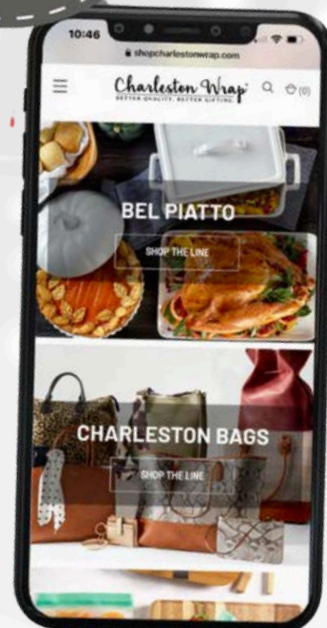 10:46
shopcharlestonwrap.com
Charleston Wrap
BETTER QUALITY. BETTER GIFTING.
(0)
BEL PIATTO
SHOP THE LINE
CHARLESTON BAGS
SHOP THE LINE